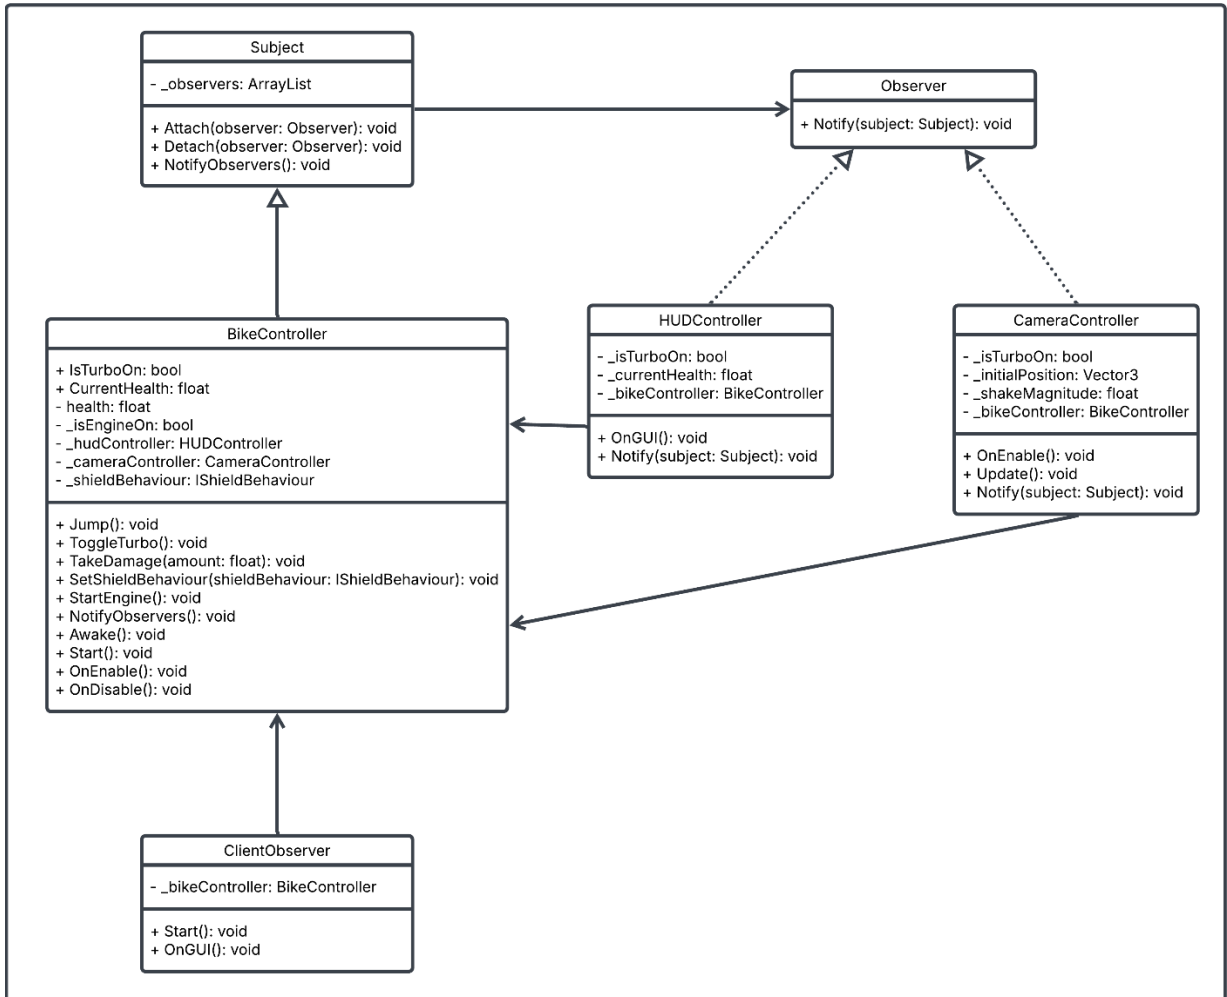 Subject
- _observers: ArrayList
+ Attach(observer: Observer): void
+ Detach(observer: Observer): void
+ NotifyObservers(): void
Observer
+ Notify(subject: Subject): void
BikeController
+ IsTurboOn: bool
+ CurrentHealth: float
- health: float
- _isEngineOn: bool
- _hudController: HUDController
- _cameraController: CameraController
- _shieldBehaviour: IShieldBehaviour
+ Jump(): void
+ ToggleTurbo(): void
+ TakeDamage(amount: float): void
+ SetShieldBehaviour(shieldBehaviour: IShieldBehaviour): void
+ StartEngine(): void
+ NotifyObservers(): void
+ Awake(): void
+ Start(): void
+ OnEnable(): void
+ OnDisable(): void
HUDController
- _isTurboOn: bool
- _currentHealth: float
- _bikeController: BikeController
+ OnGUI(): void
+ Notify(subject: Subject): void
CameraController
- _isTurboOn: bool
- _initialPosition: Vector3
- _shakeMagnitude: float
- _bikeController: BikeController
+ OnEnable(): void
+ Update(): void
+ Notify(subject: Subject): void
ClientObserver
- _bikeController: BikeController
+ Start(): void
+ OnGUI(): void